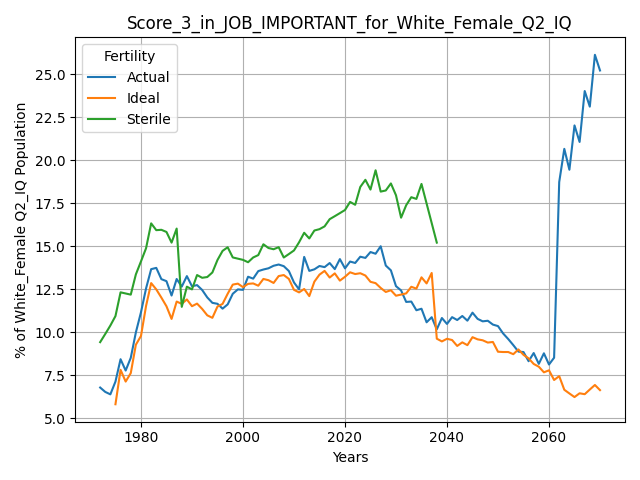 Score_3_in_JOB_IMPORTANT_for_White_Female_Q2_IQ
Fertility
Actual
Ideal
Sterile
% of White_Female Q2_IQ Population
25.0
22.5
20.0
17.5
15.0
12.5
10.0
7.5
5.0
1980
2000
2020
2040
2060
Years